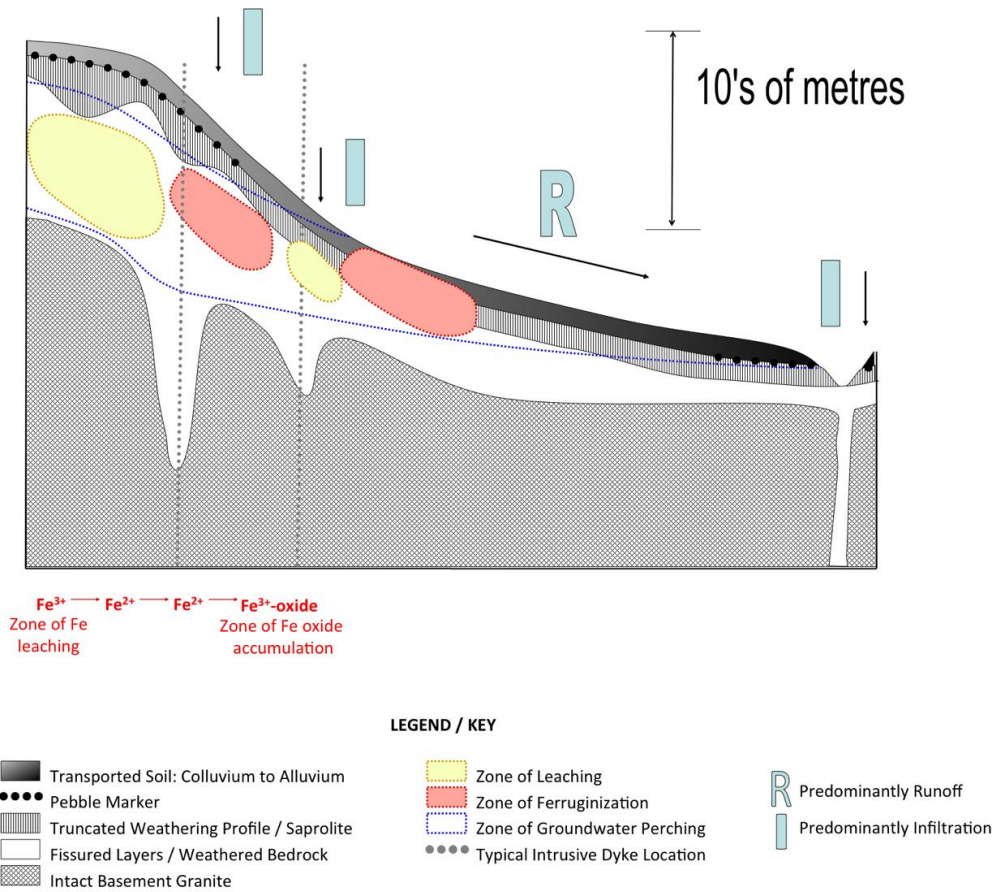 10's of metres
R
Fe³⁺ → Fe²⁺ → Fe²⁺ → Fe³⁺-oxide
Zone of Fe
leaching
Zone of Fe oxide
accumulation
LEGEND / KEY
Transported Soil: Colluvium to Alluvium
Pebble Marker
Truncated Weathering Profile / Saprolite
Fissured Layers / Weathered Bedrock
Intact Basement Granite
Zone of Leaching
Zone of Ferruginization
Zone of Groundwater Perching
Typical Intrusive Dyke Location
R Predominantly Runoff
Predominantly Infiltration